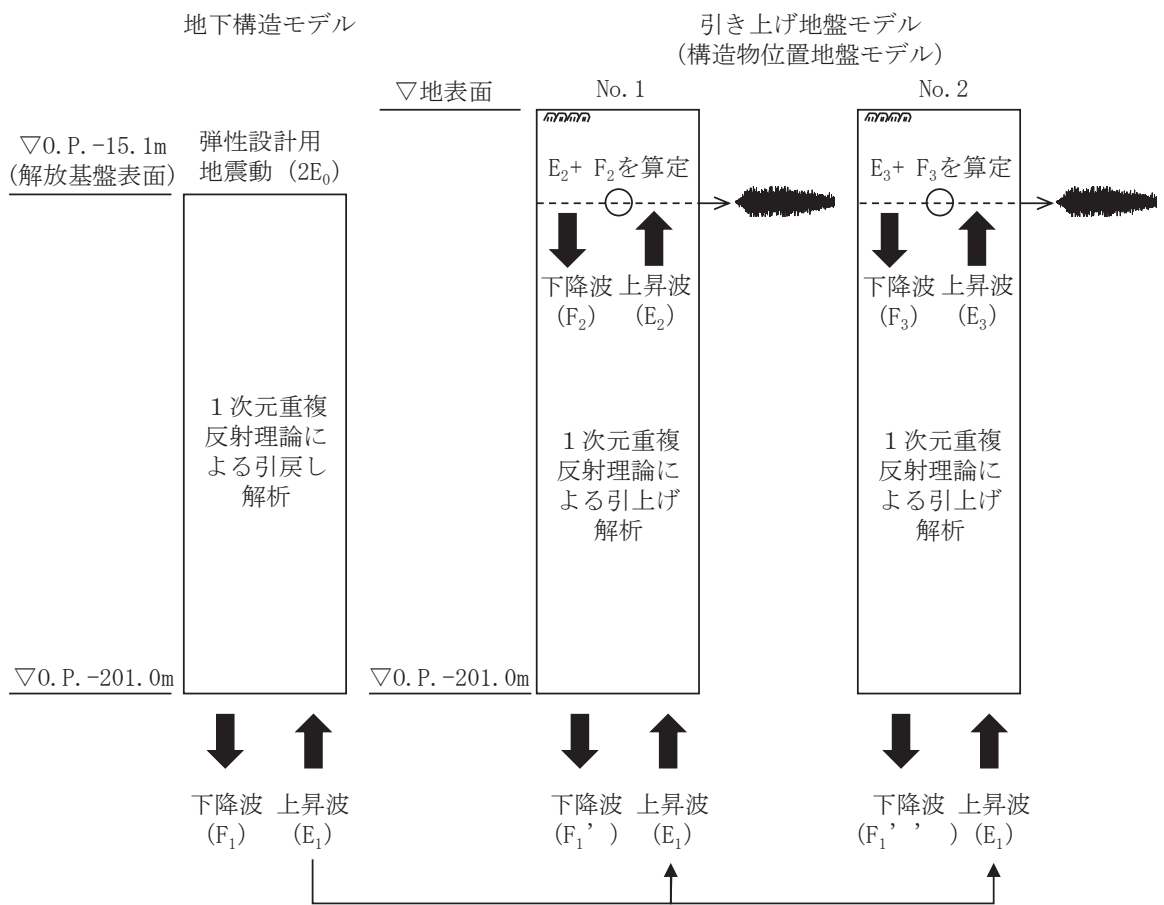 地下構造モデル
引き上げ地盤モデル
(構造物位置地盤モデル)
▽地表面
No.1
No.2
▽O.P.-15.1m
(解放基盤表面)
弾性設計用
地震動（2E₀）
E₂+ F₂を算定
下降波
(F₂)
上昇波
(E₂)
E₃+ F₃を算定
下降波
(F₃)
上昇波
(E₃)
１次元重複
反射理論に
よる引戻し
解析
１次元重複
反射理論に
よる引上げ
解析
１次元重複
反射理論に
よる引上げ
解析
▽O.P.-201.0m
▽O.P.-201.0m
下降波
(F₁)
上昇波
(E₁)
下降波
(F₁’)
上昇波
(E₁)
下降波
(F₁’’)
上昇波
(E₁)